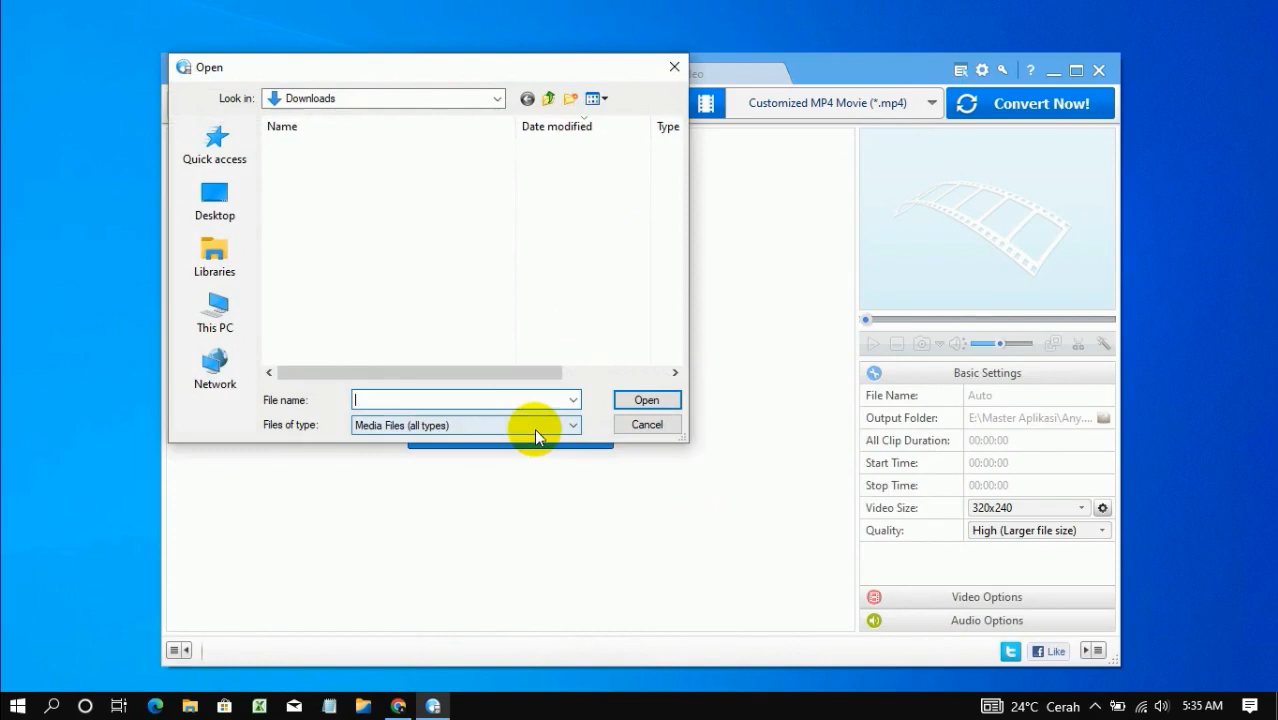 Open
eo
Look in:
Downloads
Customized MP4 Movie (*.mp4)
Convert Now!
?
Name
Date modified
Type
Quick access
Desktop
Libraries
This PC
Network
File name:
Open
Files of type:
Media Files (all types)
Cancel
Basic Settings
File Name:
Auto
Output Folder:
E:\Master Aplikasi\Any....
All Clip Duration:
00:00:00
Start Time:
00:00:00
Stop Time:
00:00:00
Video Size:
320x240
Quality:
High (Larger file size)
Video Options
Audio Options
Like
24°C Cerah
5:35 AM